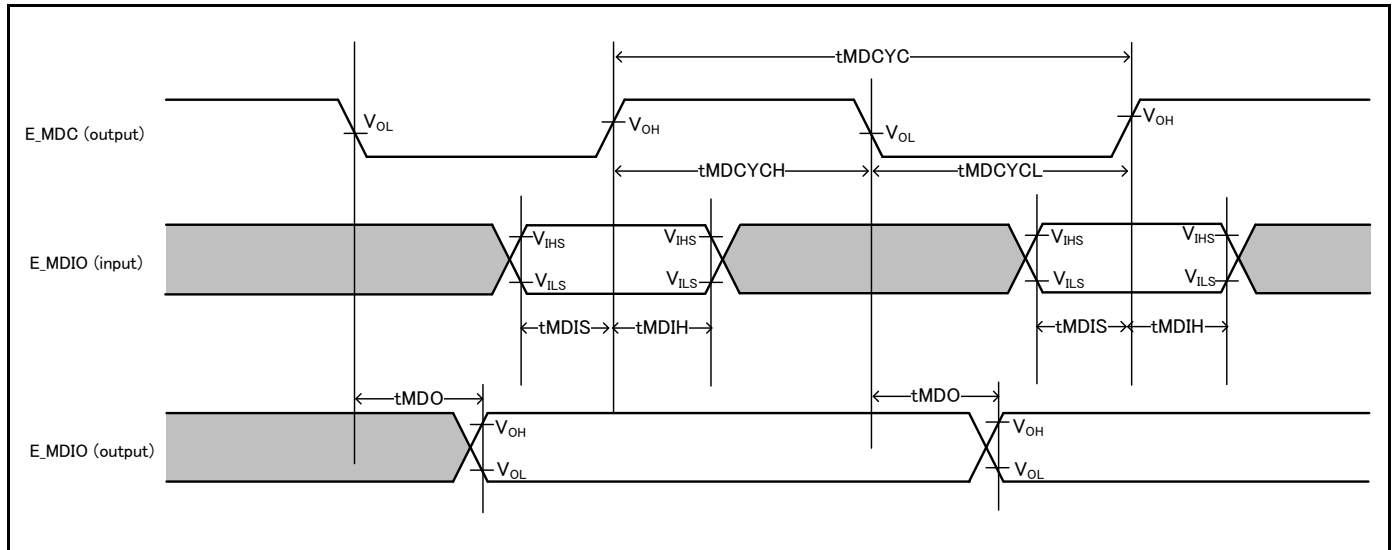 tMDCYC
E_MDC (output)
VOL
VOH
VOL
VOH
tMDCYCH
tMDCYCL
E_MDIO (input)
VIHS
VIHS
VIHS
VIHS
VILS
VILS
VILS
VILS
tMDIS
tMDIH
tMDIS
tMDIH
tMDO
tMDO
E_MDIO (output)
VOH
VOH
VOL
VOL